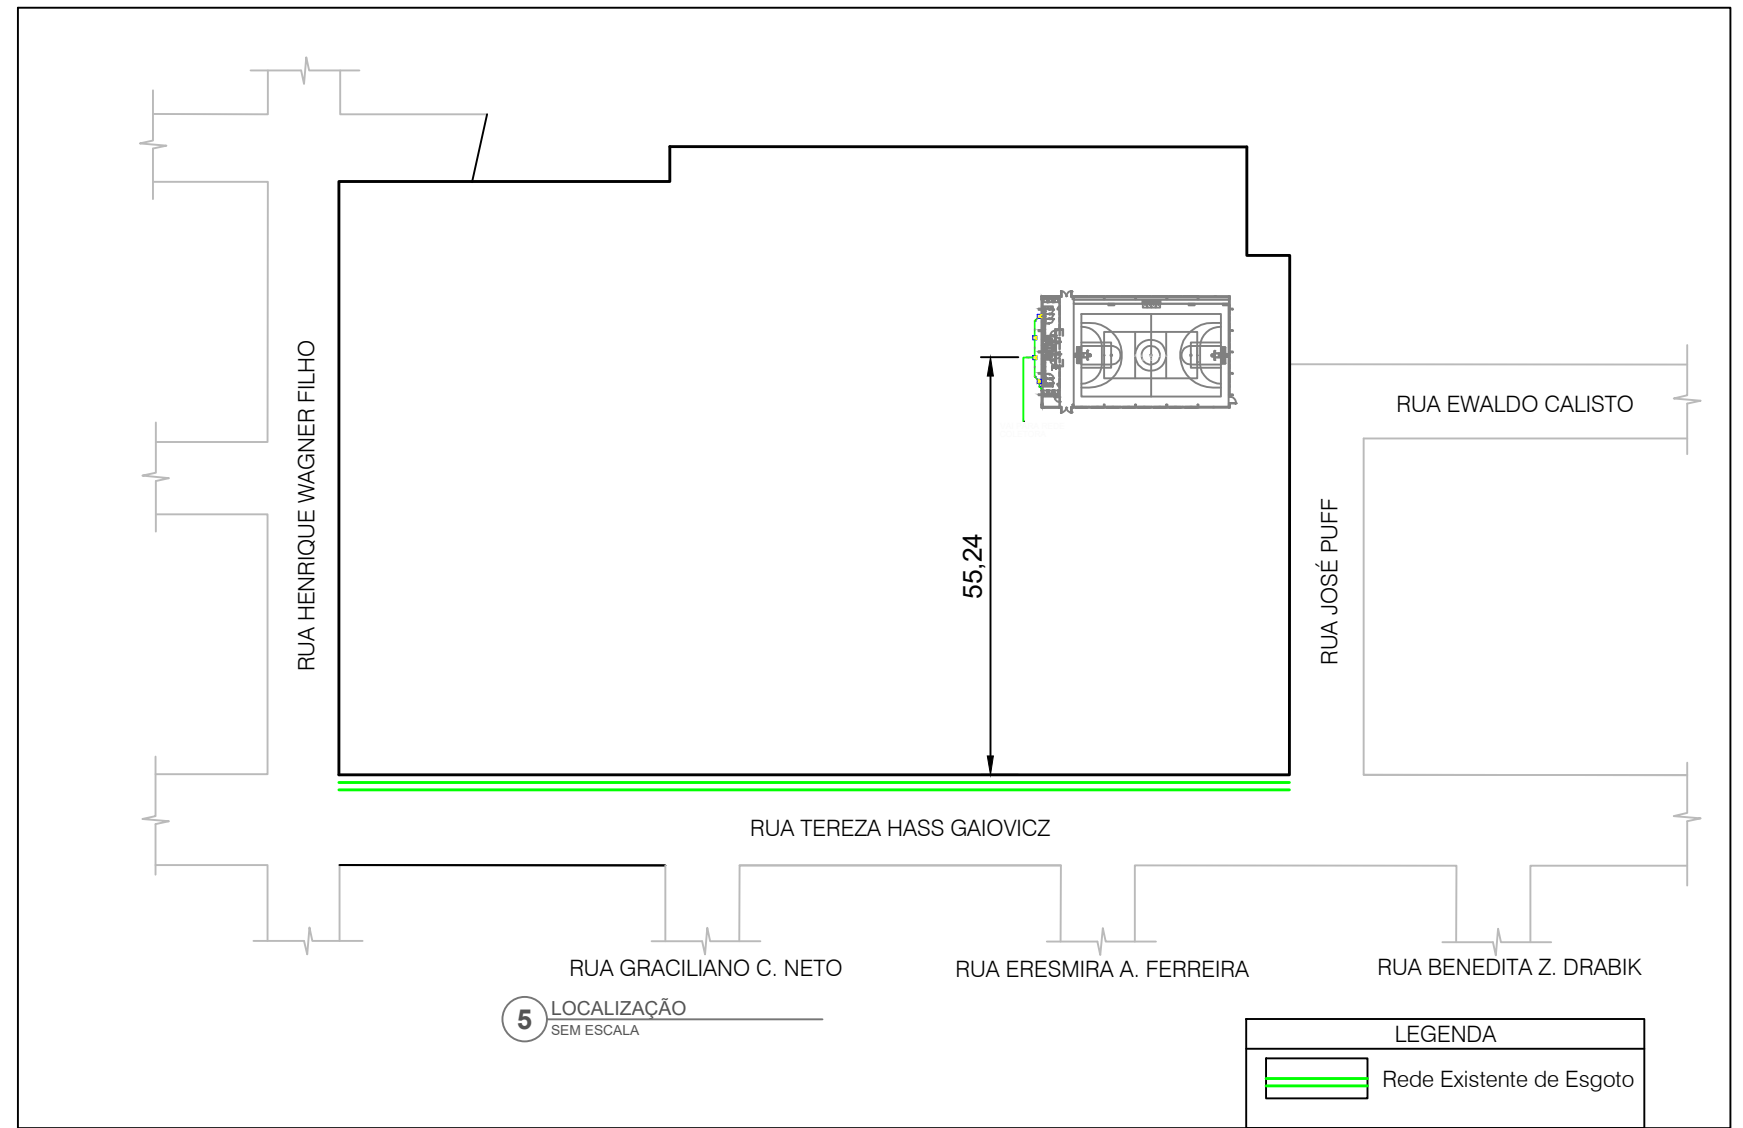 RUA HENRIQUE WAGNER FILHO
RUA EWALDO CALISTO
RUA JOSÉ PUFF
55,24
RUA TEREZA HASS GAIOVICZ
RUA GRACILIANO C. NETO
RUA ERESMIRA A. FERREIRA
RUA BENEDITA Z. DRABIK
5
LOCALIZAÇÃO
SEM ESCALA
LEGENDA
Rede Existente de Esgoto